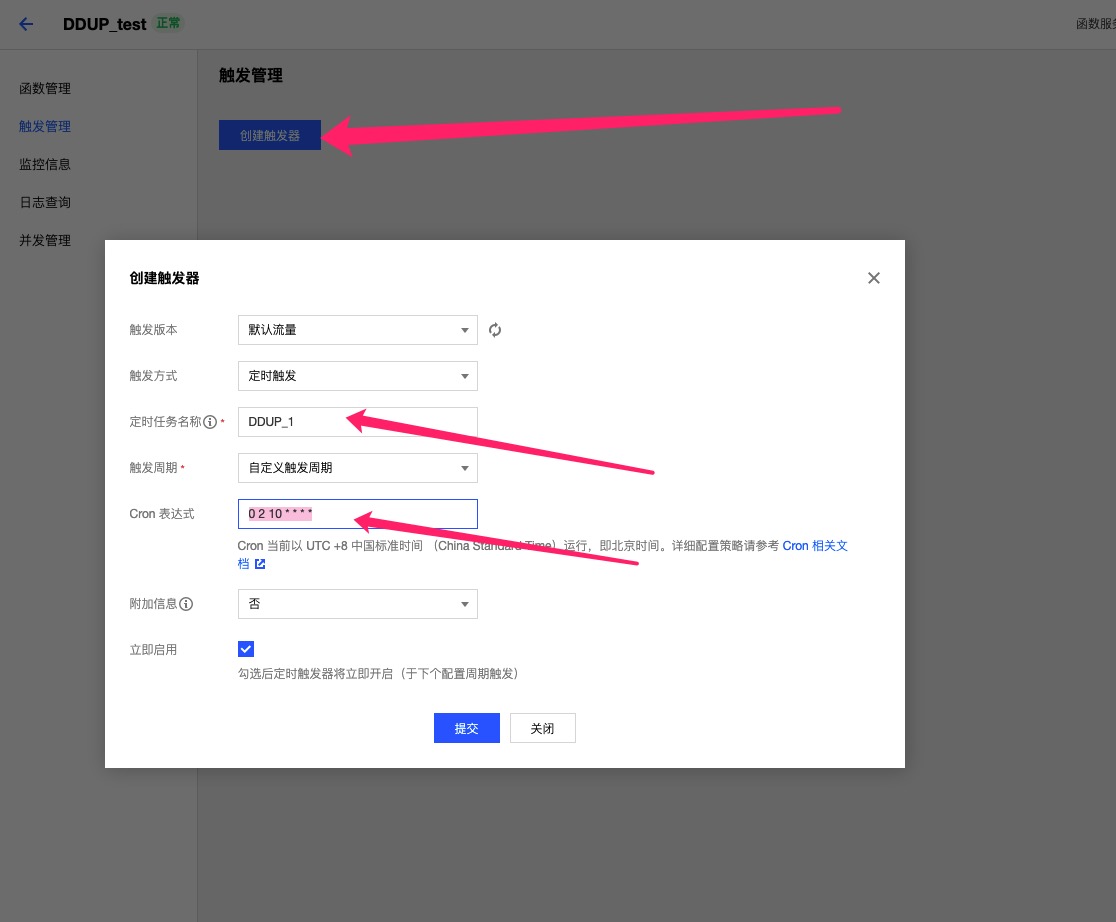 DDUP_test 正常
函数服务
函数管理
触发管理
监控信息
日志查询
并发管理
触发管理
创建触发器
创建触发器
触发版本 默认流量
触发方式 定时触发
定时任务名称 * DDUP_1
触发周期 * 自定义触发周期
Cron 表达式 0 2 10 * * * *
Cron 当前以 UTC +8 中国标准时间 （China Standard Time）运行，即北京时间。详细配置策略请参考 Cron 相关文
档
附加信息 否
立即启用
勾选后定时触发器将立即开启（于下个配置周期触发）
提交 关闭